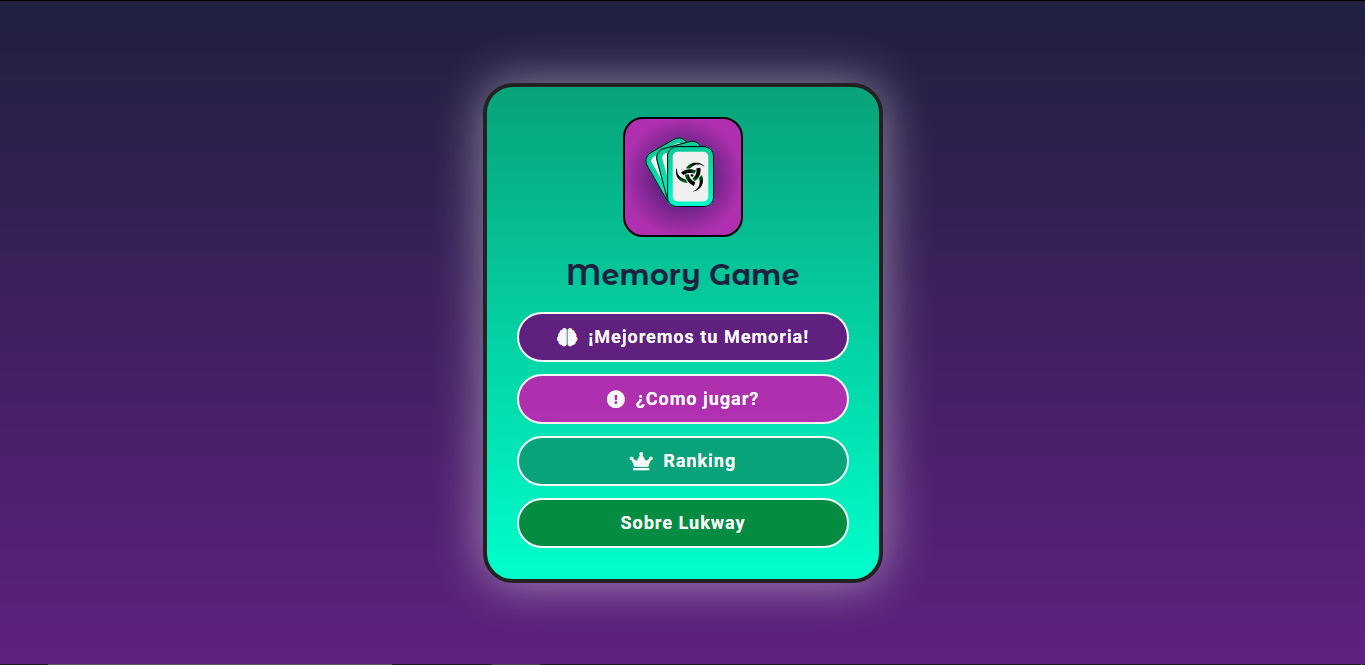 Memory Game
¡Mejoremos tu Memoria!
¿Como jugar?
Ranking
Sobre Lukway